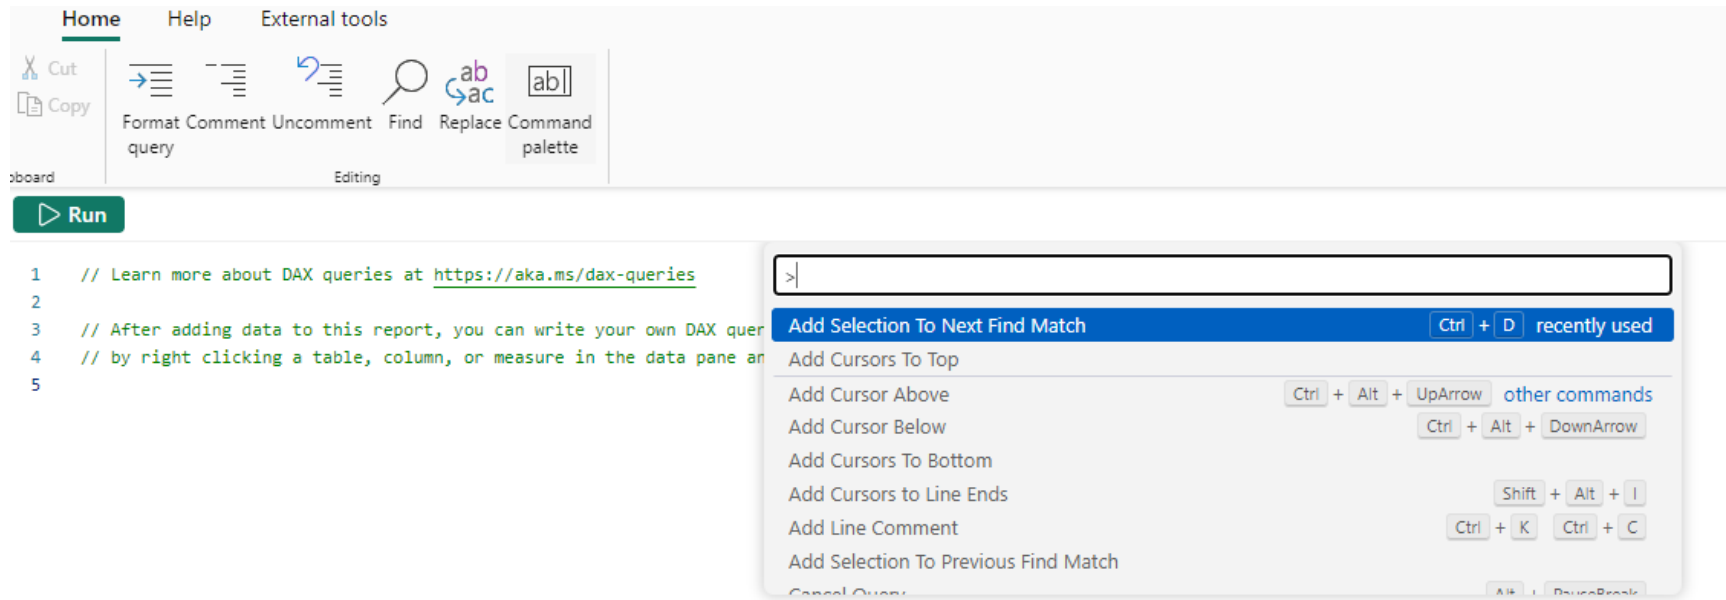 Home Help External tools
Cut
Copy
Format query
Comment
Uncomment
Find
Replace
Command palette
Editing
Run
1 // Learn more about DAX queries at https://aka.ms/dax-queries
2
3 // After adding data to this report, you can write your own DAX
4 // by right clicking a table, column, or measure in the data pane
5
>
Add Selection To Next Find Match Ctrl + D recently used
Add Cursors To Top
Add Cursor Above Ctrl + Alt + UpArrow other commands
Add Cursor Below Ctrl + Alt + DownArrow
Add Cursors To Bottom
Add Cursors to Line Ends Shift + Alt + I
Add Line Comment Ctrl + K Ctrl + C
Add Selection To Previous Find Match
Cancel Query Alt + PauseBreak